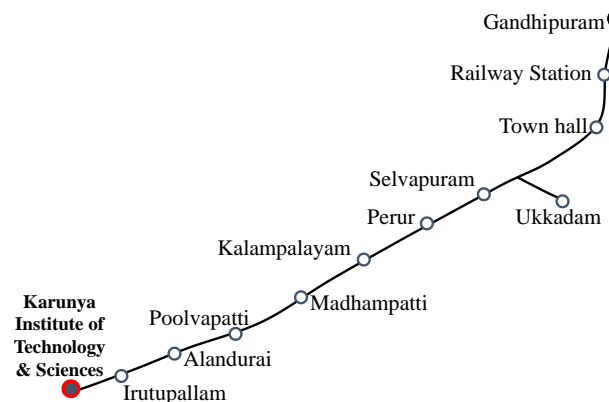 Gandhipuram
Railway Station
Town hall
Selvapuram
Ukkadam
Perur
Kalampalayam
Madhampatti
Poolvapatti
Alandurai
Karunya
Institute of
Technology
& Sciences
Irutupallam